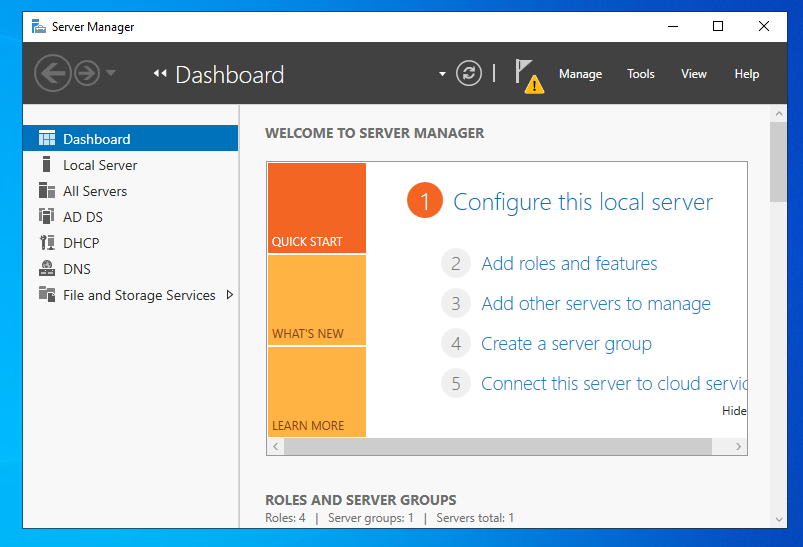 Server Manager
Dashboard
Manage
Tools
View
Help
Dashboard
Local Server
All Servers
AD DS
DHCP
DNS
File and Storage Services
WELCOME TO SERVER MANAGER
QUICK START
WHAT'S NEW
LEARN MORE
1 Configure this local server
2 Add roles and features
3 Add other servers to manage
4 Create a server group
5 Connect this server to cloud servic
Hide
ROLES AND SERVER GROUPS
Roles: 4 | Server groups: 1 | Servers total: 1